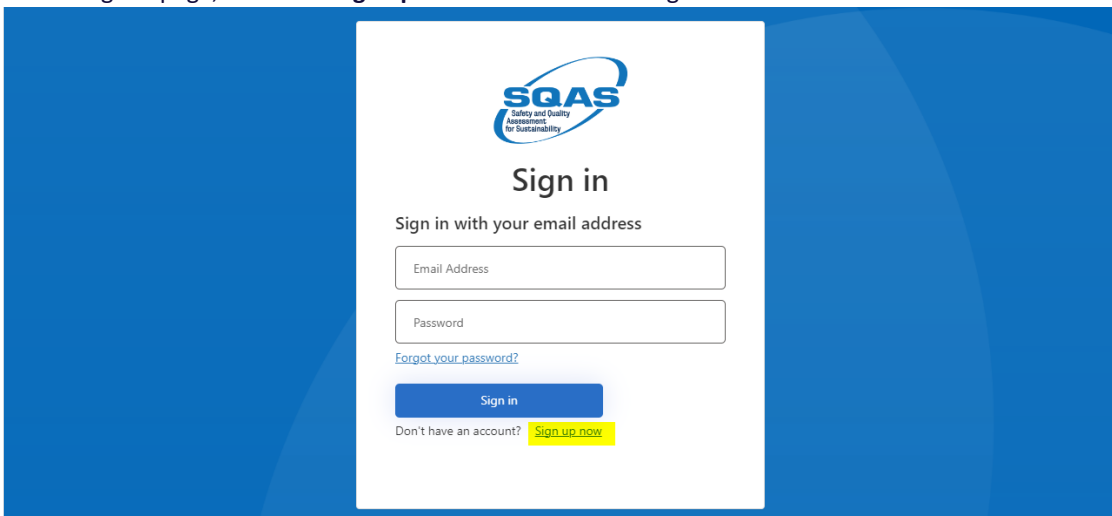 SQAS
Safety and Quality
Assessment
for Sustainability
Sign in
Sign in with your email address
Email Address
Password
Forgot your password?
Sign in
Don't have an account? Sign up now